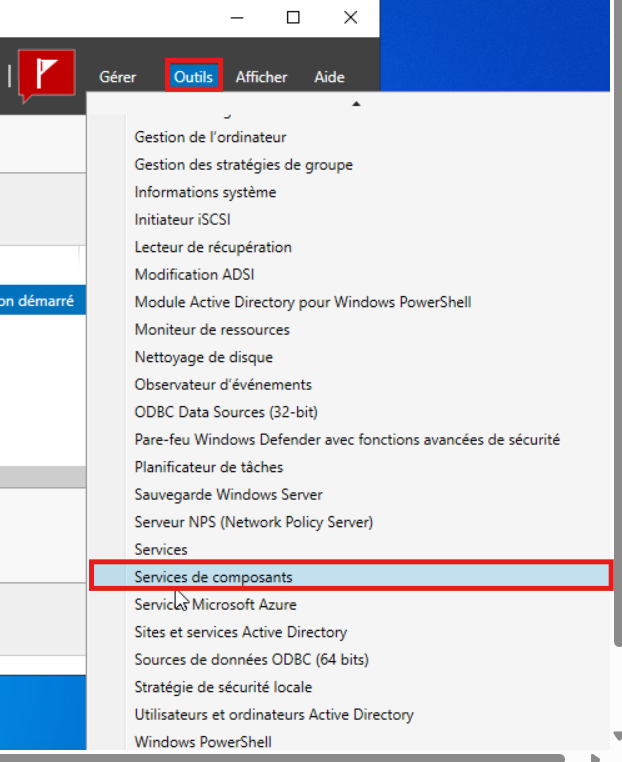 Gérer Outils Afficher Aide
Gestion de l'ordinateur
Gestion des stratégies de groupe
Informations système
Initiateur iSCSI
Lecteur de récupération
Modification ADSI
Module Active Directory pour Windows PowerShell
on démarré
Moniteur de ressources
Nettoyage de disque
Observateur d'événements
ODBC Data Sources (32-bit)
Pare-feu Windows Defender avec fonctions avancées de sécurité
Planificateur de tâches
Sauvegarde Windows Server
Serveur NPS (Network Policy Server)
Services
Services de composants
Services Microsoft Azure
Sites et services Active Directory
Sources de données ODBC (64 bits)
Stratégie de sécurité locale
Utilisateurs et ordinateurs Active Directory
Windows PowerShell